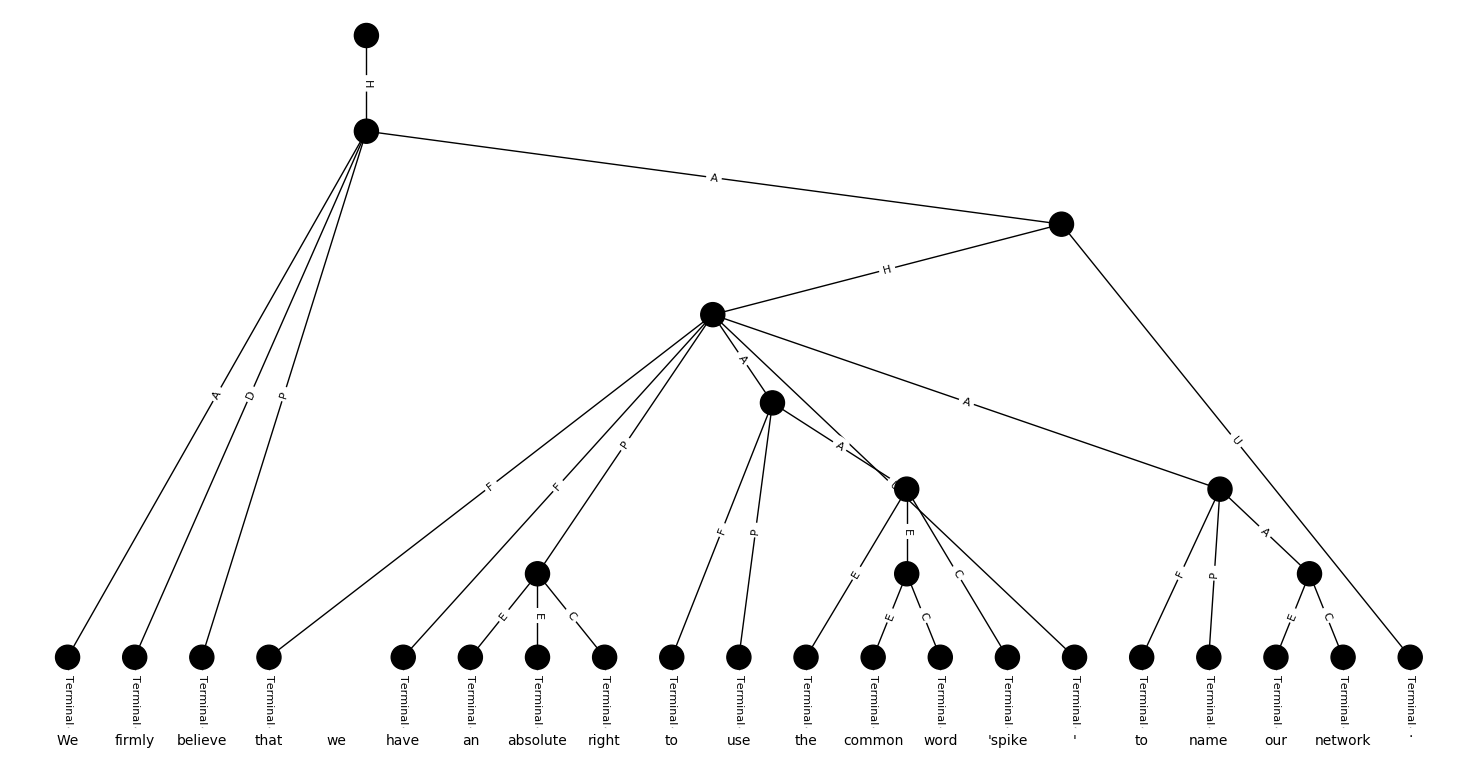 H
A
H
A
A
A
D
P
F
F
P
A
U
F
P
E
E
C
A
F
P
E
E
C
E
E
C
E
C
Terminal Terminal Terminal Terminal Terminal Terminal Terminal Terminal Terminal Terminal Terminal Terminal Terminal Terminal Terminal Terminal Terminal Terminal Terminal Terminal
We firmly believe that we have an absolute right to use the common word 'spike ' to name our network .